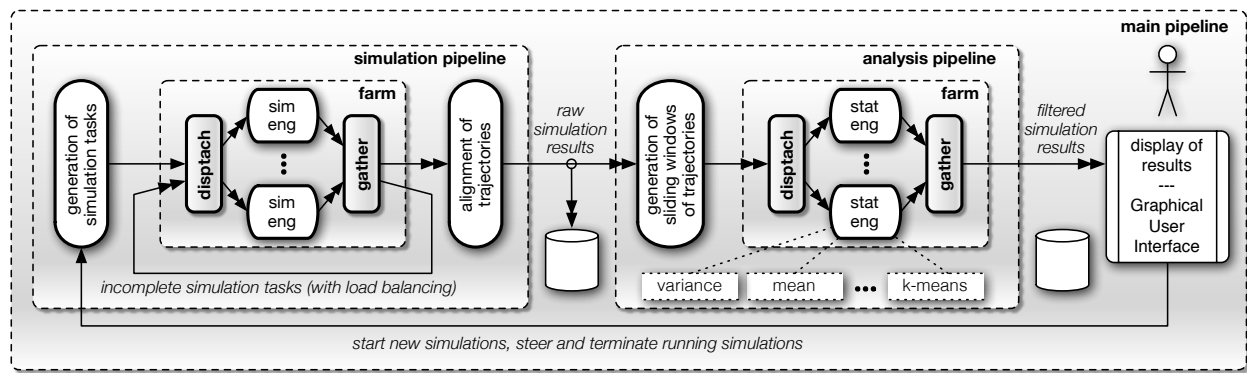 main pipeline
simulation pipeline
analysis pipeline
farm
farm
generation of
simulation tasks
disptach
sim
eng
...
sim
eng
gather
alignment of
trajectories
raw
simulation
results
generation of
sliding windows
of trajectories
disptach
stat
eng
...
stat
eng
gather
filtered
simulation
results
display of
results
---
Graphical
User
Interface
incomplete simulation tasks (with load balancing)
variance
mean
...
k-means
start new simulations, steer and terminate running simulations